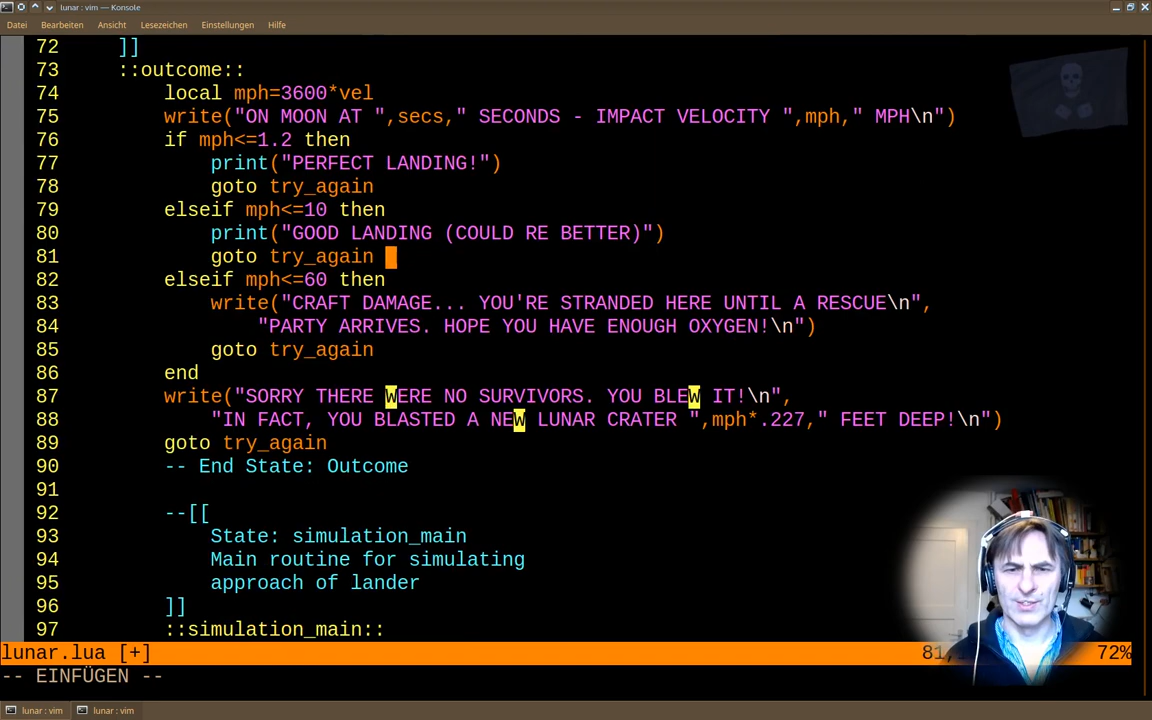 lunar : vim — Konsole
Datei Bearbeiten Ansicht Lesezeichen Einstellungen Hilfe
72 ]]
73 ::outcome::
74 local mph=3600*vel
75 write("ON MOON AT ",secs," SECONDS - IMPACT VELOCITY ",mph," MPH\n")
76 if mph<=1.2 then
77 print("PERFECT LANDING!")
78 goto try_again
79 elseif mph<=10 then
80 print("GOOD LANDING (COULD RE BETTER)")
81 goto try_again
82 elseif mph<=60 then
83 write("CRAFT DAMAGE... YOU'RE STRANDED HERE UNTIL A RESCUE\n",
84 "PARTY ARRIVES. HOPE YOU HAVE ENOUGH OXYGEN!\n")
85 goto try_again
86 end
87 write("SORRY THERE WERE NO SURVIVORS. YOU BLEW IT!\n",
88 "IN FACT, YOU BLASTED A NEW LUNAR CRATER ",mph*.227," FEET DEEP!\n")
89 goto try_again
90 -- End State: Outcome
91
92 --[[
93 State: simulation_main
94 Main routine for simulating
95 approach of lander
96 ]]
97 ::simulation_main::
lunar.lua [+] 81, 72%
-- EINFÜGEN --
lunar : vim lunar : vim